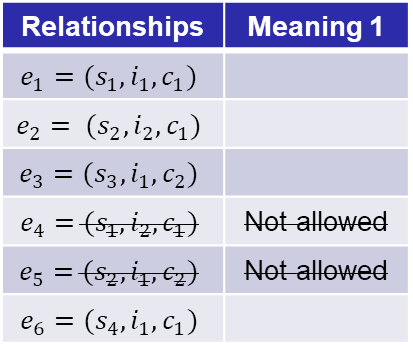 Relationships Meaning 1
e₁ = (s₁, i₁, c₁)
e₂ = (s₂, i₂, c₁)
e₃ = (s₃, i₁, c₂)
e₄ = (s₁, i₂, c₁) Not allowed
e₅ = (s₂, i₁, c₂) Not allowed
e₆ = (s₄, i₁, c₁)